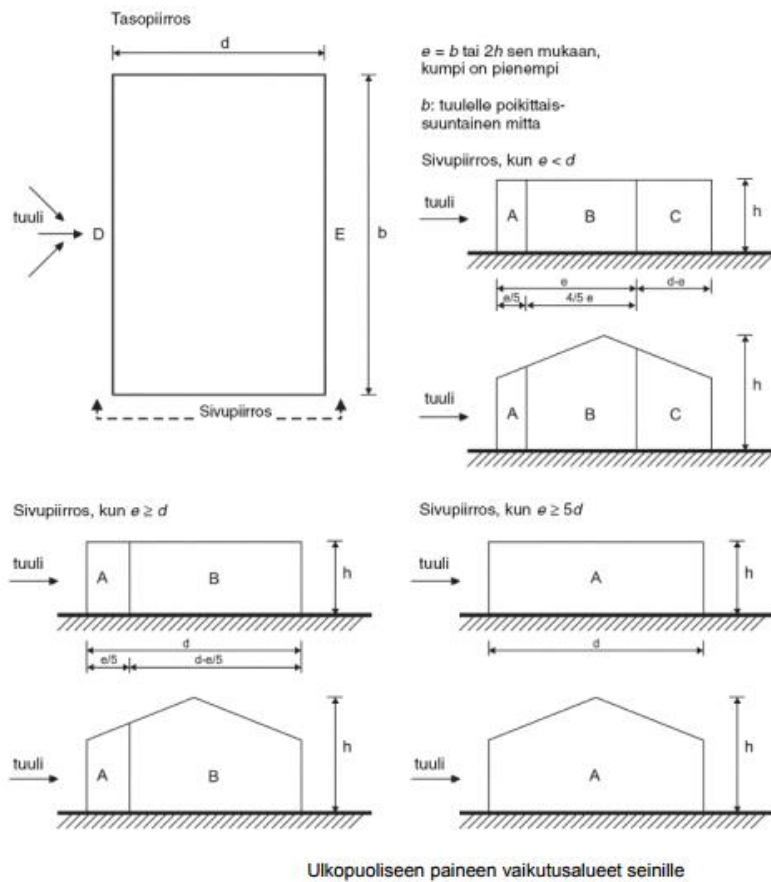 Tasopiirros
d
tuuli
D
E
b
Sivupiirros
e = b tai 2h sen mukaan,
kumpi on pienempi
b: tuulelle poikittais-
suuntainen mitta
Sivupiirros, kun e < d
tuuli
A
B
C
h
e
d-e
e/5
4/5 e
tuuli
A
B
C
h
Sivupiirros, kun e ≥ d
tuuli
A
B
h
d
e/5
d-e/5
tuuli
A
B
h
Sivupiirros, kun e ≥ 5d
tuuli
A
h
d
tuuli
A
h
Ulkopuoliseen paineen vaikutusalueet seinille